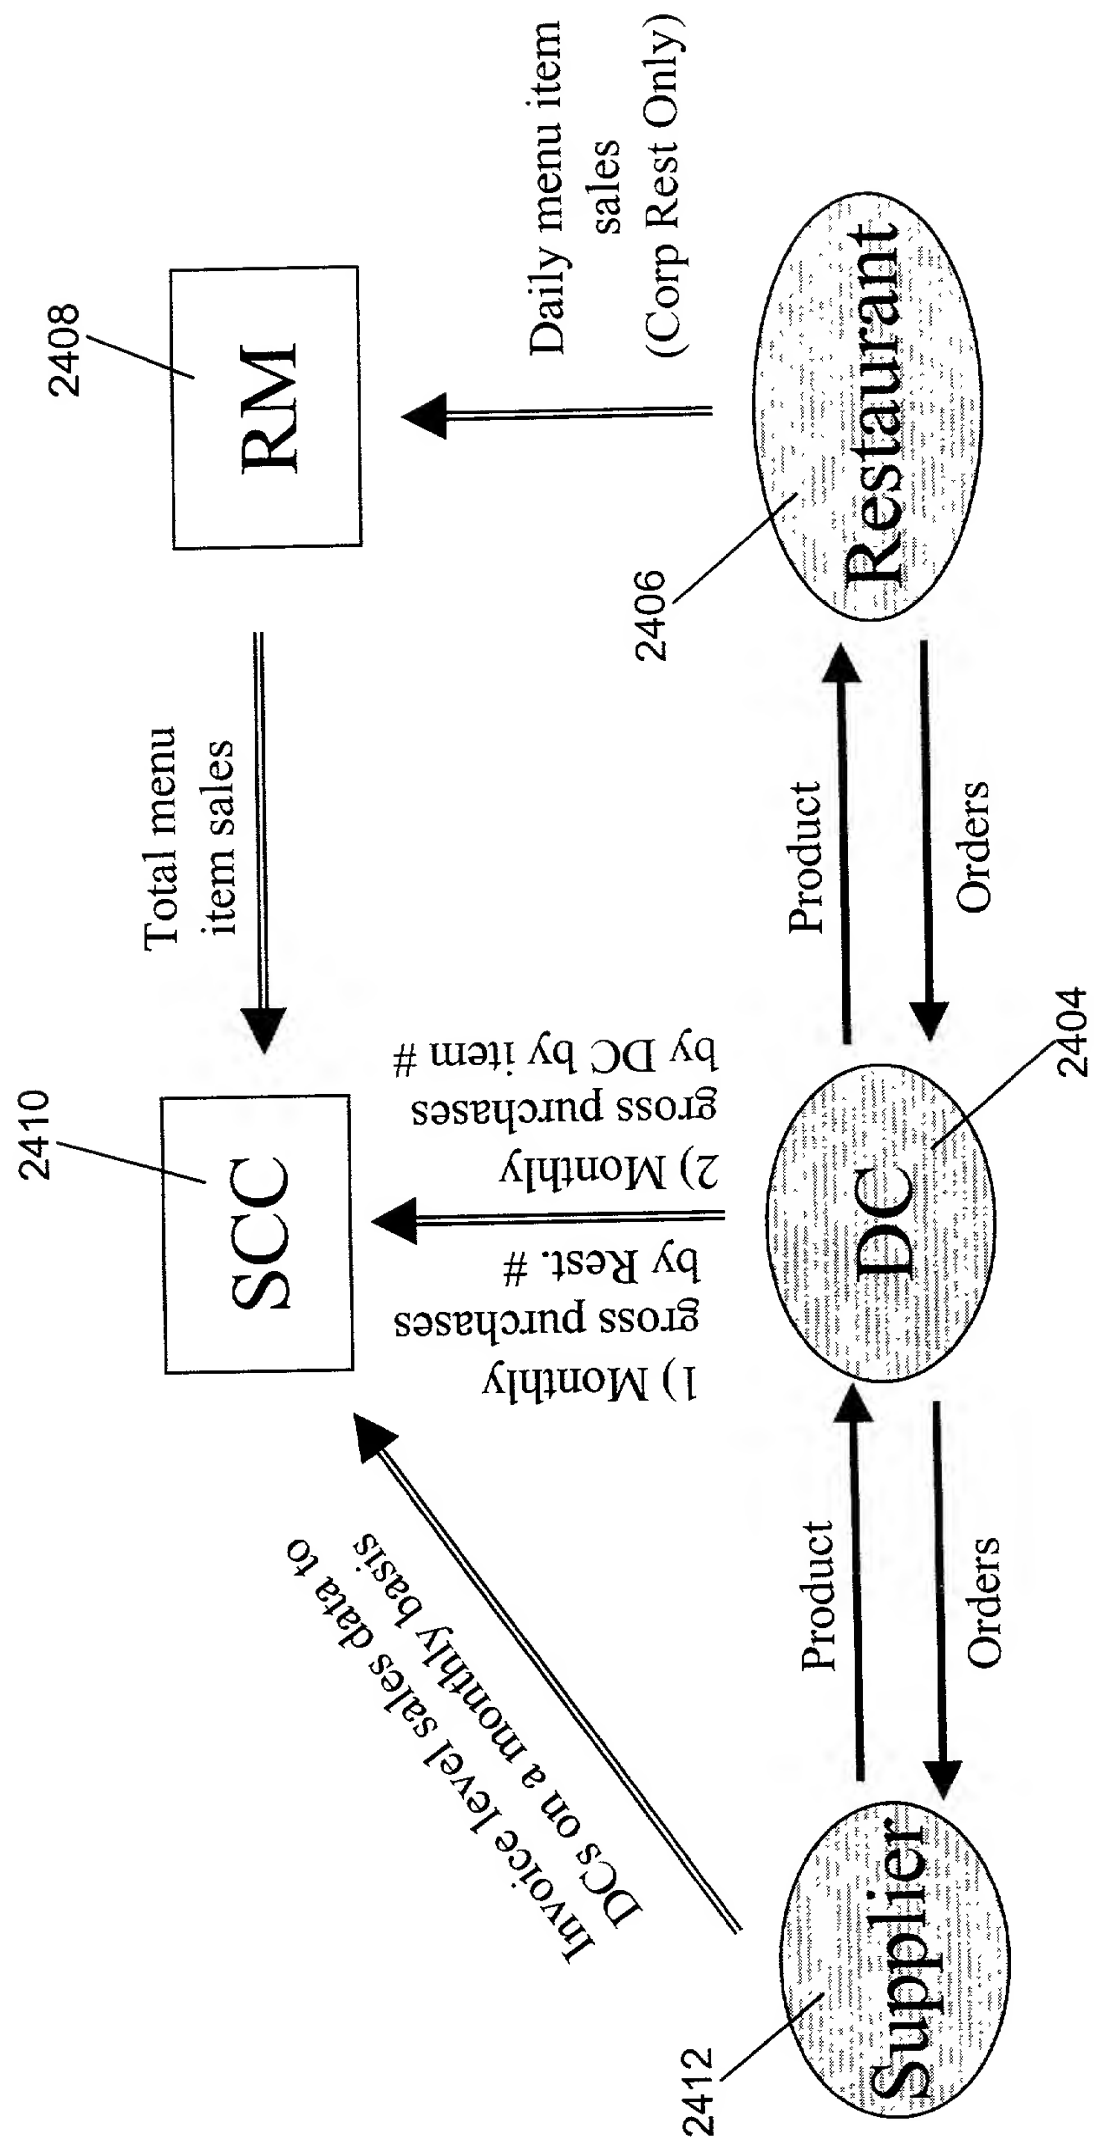 2410
SCC
Total menu
item sales
2408
RM
Invoice level sales data to
DCs on a monthly basis
1) Monthly
gross purchases
by Rest. #
2) Monthly
gross purchases
by DC by item #
Daily menu item
sales
(Corp Rest Only)
2412
Supplier
Product
Orders
DC
2404
Product
Orders
2406
Restaurant